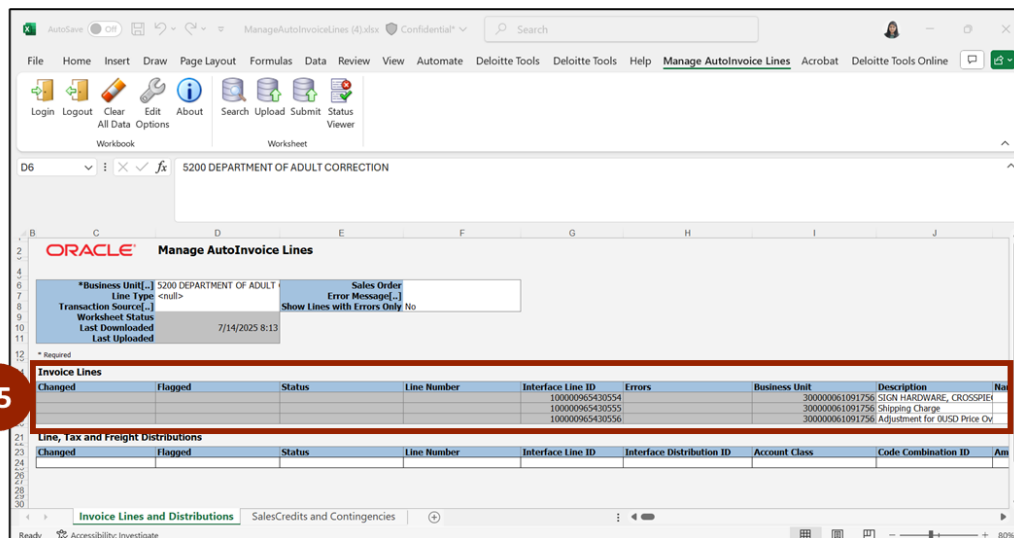 AutoSave Off ManageAutoInvoiceLines (4).xlsx Confidential* Search
File Home Insert Draw Page Layout Formulas Data Review View Automate Deloitte Tools Deloitte Tools Help Manage AutoInvoice Lines Acrobat Deloitte Tools Online
Login Logout Clear All Data Edit Options About Search Upload Submit Status Viewer
Workbook Worksheet
D6 fx 5200 DEPARTMENT OF ADULT CORRECTION
B C D E F G H I J
2 ORACLE Manage AutoInvoice Lines
4
6 *Business Unit[..] 5200 DEPARTMENT OF ADULT Sales Order
7 Line Type <null> Error Message[..]
8 Transaction Source[..] Show Lines with Errors Only No
9 Worksheet Status
10 Last Downloaded 7/14/2025 8:13
11 Last Uploaded
12 * Required
5
Invoice Lines
Changed Flagged Status Line Number Interface Line ID Errors Business Unit Description
100000965430554 300000061091756 SIGN HARDWARE, CROSSPIE
100000965430555 300000061091756 Shipping Charge
100000965430556 300000061091756 Adjustment for 0USD Price Ov
21 Line, Tax and Freight Distributions
23 Changed Flagged Status Line Number Interface Line ID Interface Distribution ID Account Class Code Combination ID Am
24
26
27
28
29
30
Invoice Lines and Distributions SalesCredits and Contingencies
Ready Accessibility: Investigate 80%